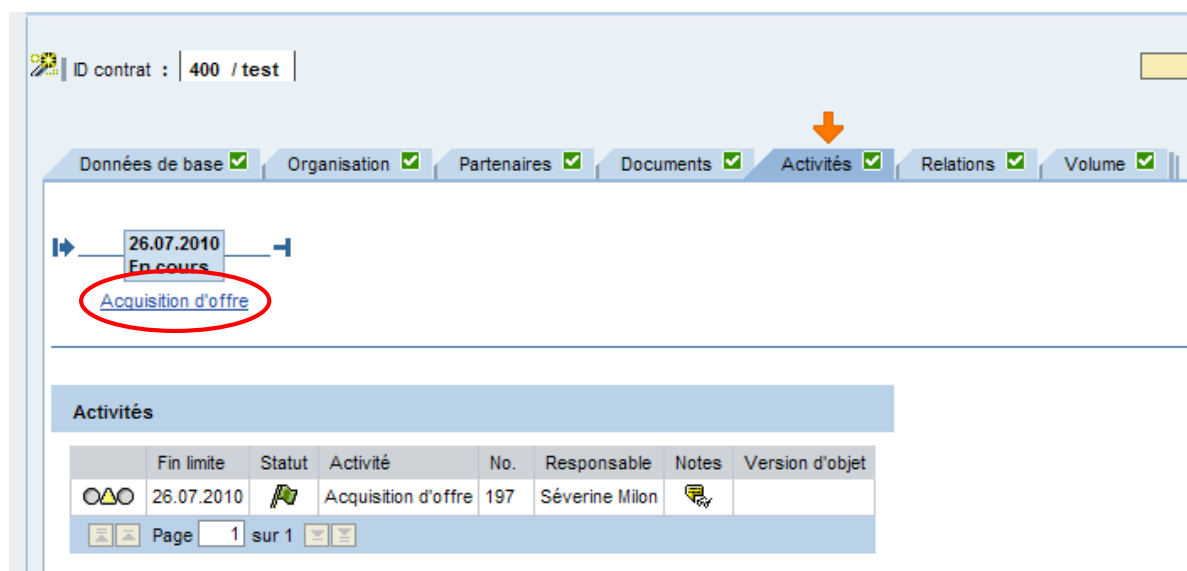 ID contrat : 400 / test
Données de base Organisation Partenaires Documents Activités Relations Volume
26.07.2010
En cours
Acquisition d'offre
Activités
Fin limite Statut Activité No. Responsable Notes Version d'objet
26.07.2010 Acquisition d'offre 197 Séverine Milon
Page 1 sur 1